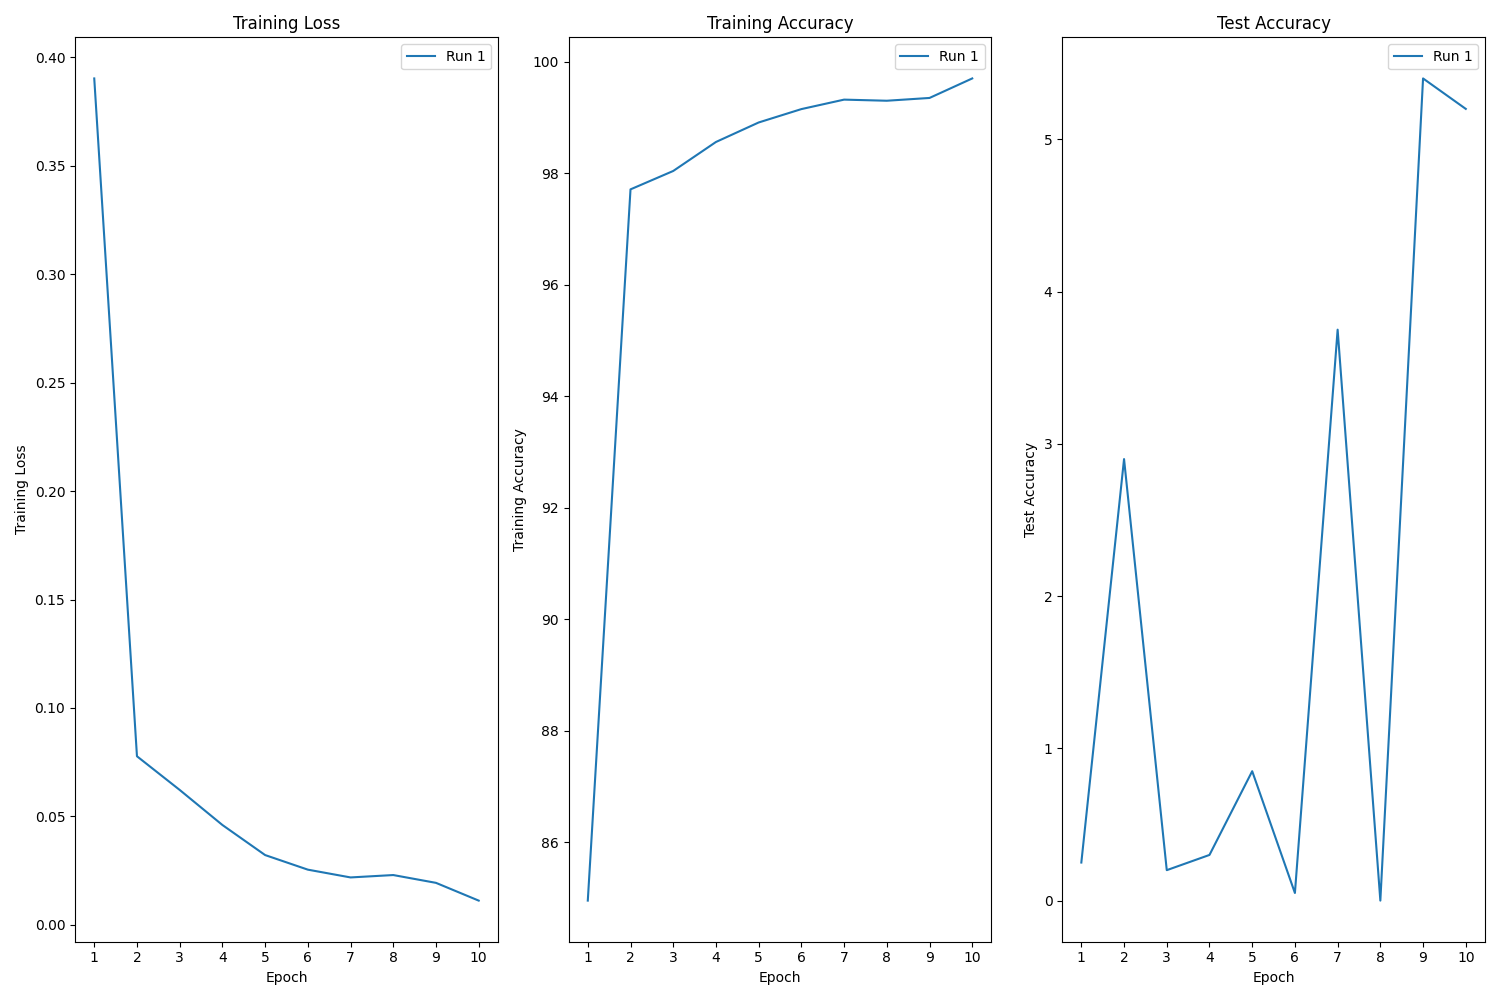 Training Loss
Run 1
0.40
0.35
0.30
0.25
0.20
0.15
0.10
0.05
0.00
Training Loss
1 2 3 4 5 6 7 8 9 10
Epoch
Training Accuracy
Run 1
100
98
96
94
92
90
88
86
Training Accuracy
1 2 3 4 5 6 7 8 9 10
Epoch
Test Accuracy
Run 1
5
4
3
2
1
0
Test Accuracy
1 2 3 4 5 6 7 8 9 10
Epoch